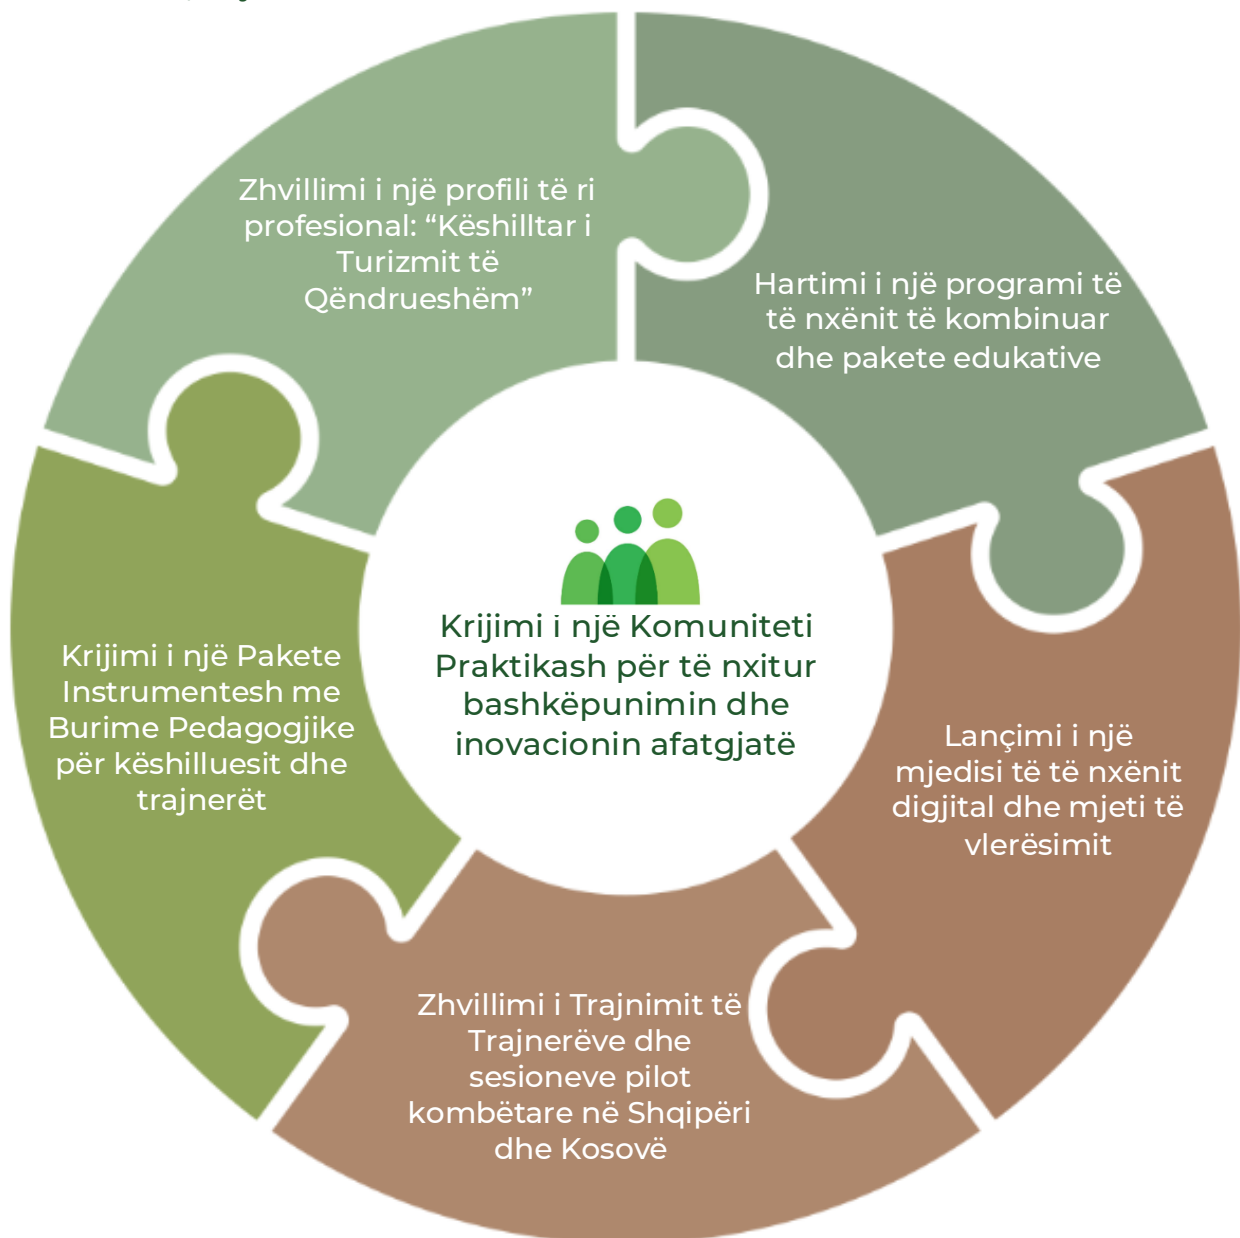 Zhvillimi i një profili të ri
profesional: “Këshilltar i
Turizmit të
Qëndrueshëm”
Hartimi i një programi të
të nxënit të kombinuar
dhe pakete edukative
Krijimi i një Komuniteti
Praktikash për të nxitur
bashkëpunimin dhe
inovacionin afatgjatë
Krijimi i një Pakete
Instrumentesh me
Burime Pedagogjike
për këshilluesit dhe
trajnerët
Lançimi i një
mjedisi të të nxënit
digjital dhe mjeti të
vlerësimit
Zhvillimi i Trajnimit të
Trajnerëve dhe
sesioneve pilot
kombëtare në Shqipëri
dhe Kosovë